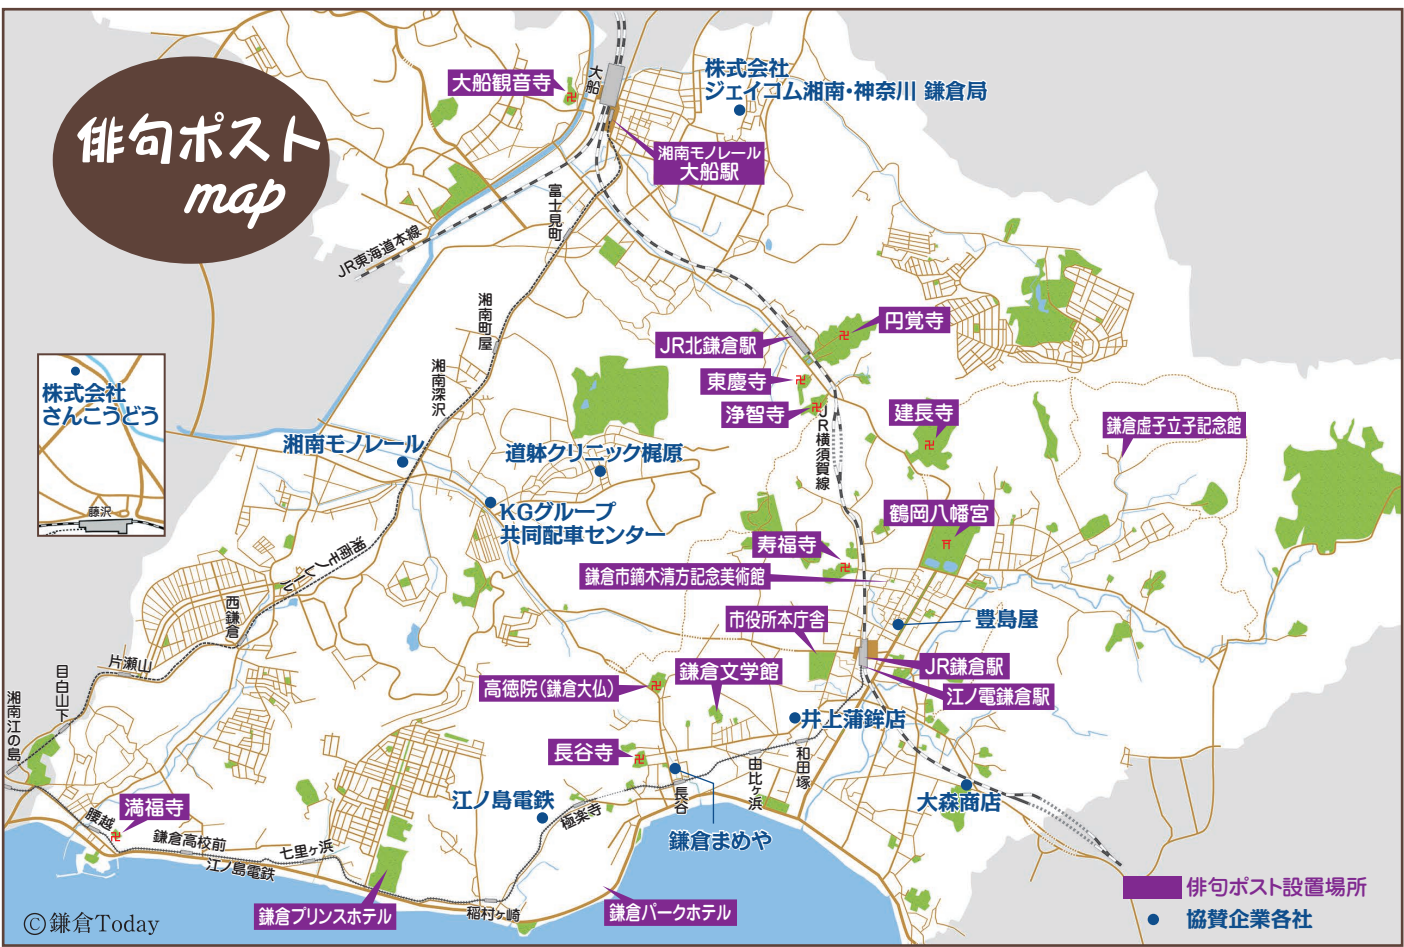 俳句ポスト
map
大船観音寺
大船
株式会社
ジェイコム湘南・神奈川 鎌倉局
湘南モノレール
大船駅
富士見町
JR東海道本線
湘南町屋
湘南深沢
JR北鎌倉駅
円覚寺
東慶寺
浄智寺
JR横須賀線
建長寺
鎌倉虚子立子記念館
株式会社
さんこうどう
藤沢
湘南モノレール
道躰クリニック梶原
KGグループ
共同配車センター
鶴岡八幡宮
寿福寺
鎌倉市鏑木清方記念美術館
湘南モノレール
西鎌倉
市役所本庁舎
豊島屋
片瀬山
目白山下
湘南江の島
高徳院(鎌倉大仏)
鎌倉文学館
JR鎌倉駅
江ノ電鎌倉駅
井上蒲鉾店
長谷寺
和田塚
由比ヶ浜
長谷
大森商店
江ノ島電鉄
極楽寺
鎌倉まめや
満福寺
腰越
鎌倉高校前
江ノ島電鉄
七里ヶ浜
稲村ヶ崎
鎌倉プリンスホテル
鎌倉パークホテル
俳句ポスト設置場所
協賛企業各社
©鎌倉Today